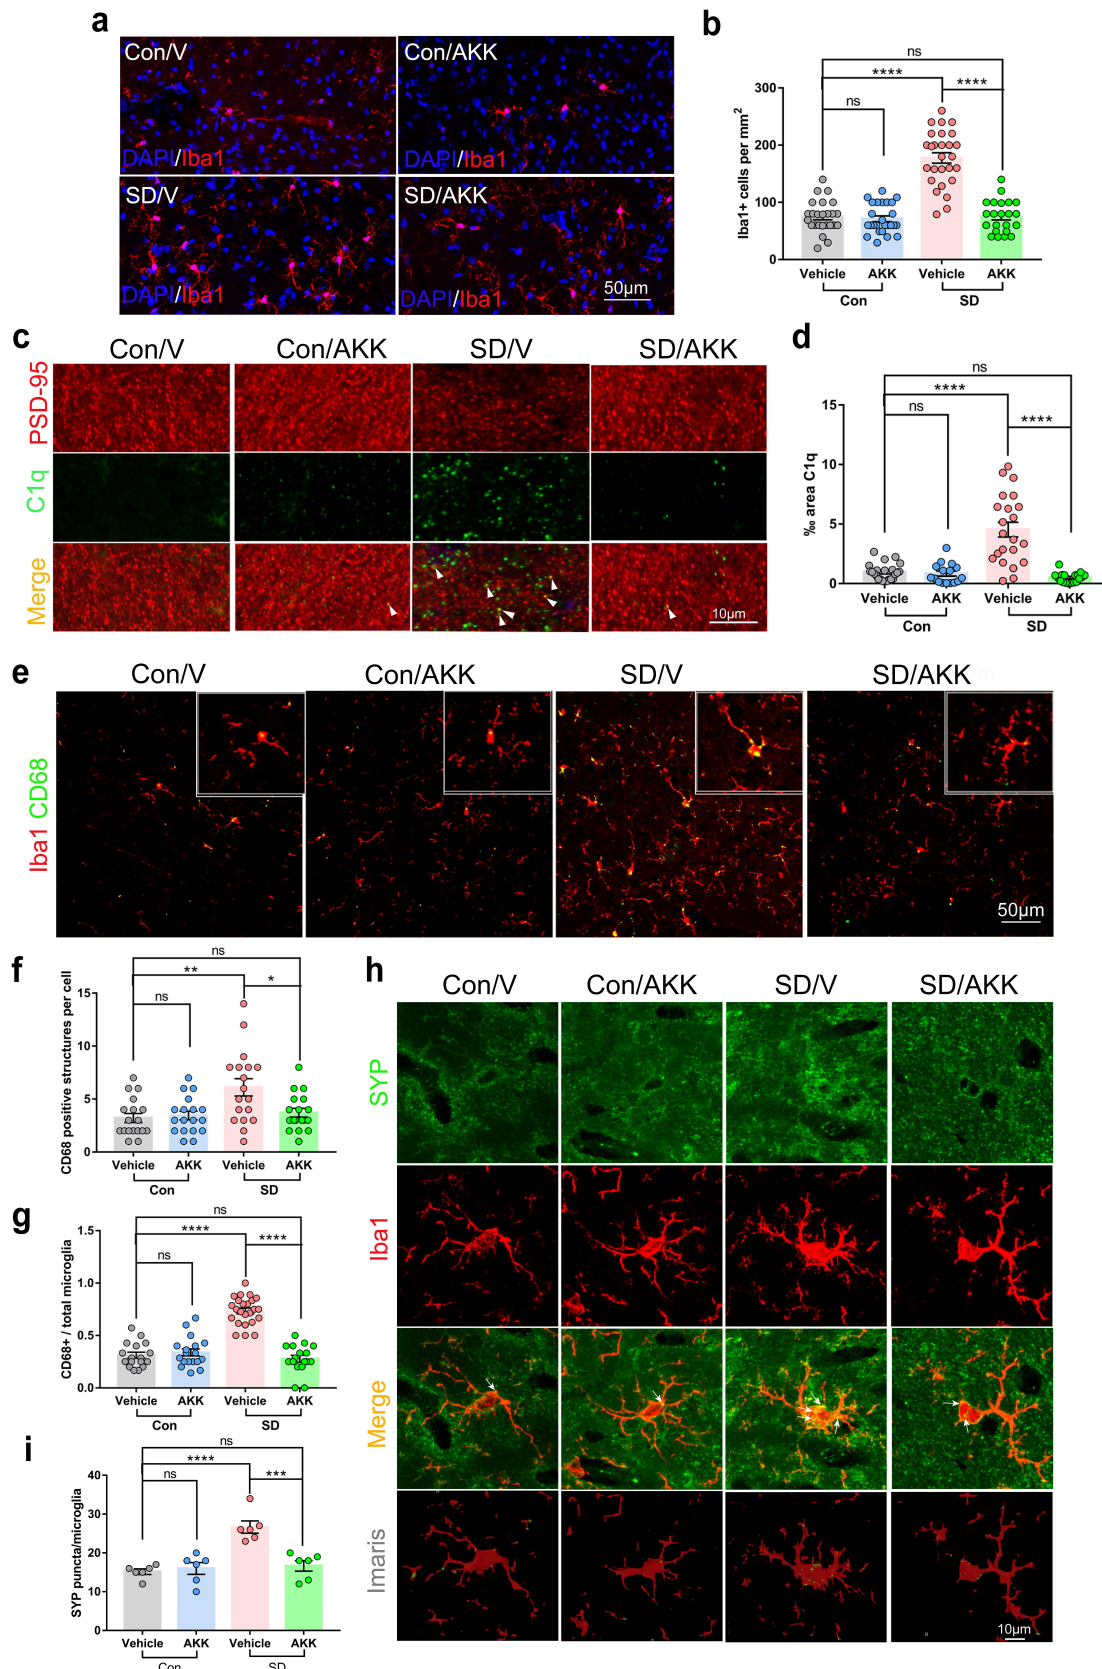 a
Con/V
Con/AKK
DAPI/Iba1
DAPI/Iba1
SD/V
SD/AKK
DAPI/Iba1
DAPI/Iba1
50µm
b
ns
**** ****
ns
Iba1+ cells per mm²
300
200
100
0
Vehicle AKK Vehicle AKK
Con SD
c
Con/V Con/AKK SD/V SD/AKK
PSD-95
C1q
Merge
10µm
d
ns
****
ns ****
‱ area C1q
15
10
5
0
Vehicle AKK Vehicle AKK
Con SD
e
Con/V Con/AKK SD/V SD/AKK
Iba1 CD68
50µm
f
ns
** *
ns
CD68 positive structures per cell
15
10
5
0
Vehicle AKK Vehicle AKK
Con SD
g
ns
****
ns ****
CD68+ / total microglia
1.5
1.0
0.5
0.0
Vehicle AKK Vehicle AKK
Con SD
h
Con/V Con/AKK SD/V SD/AKK
SYP
Iba1
Merge
Imaris
10µm
i
ns
****
ns ***
SYP puncta/microglia
40
30
20
10
0
Vehicle AKK Vehicle AKK
Con SD